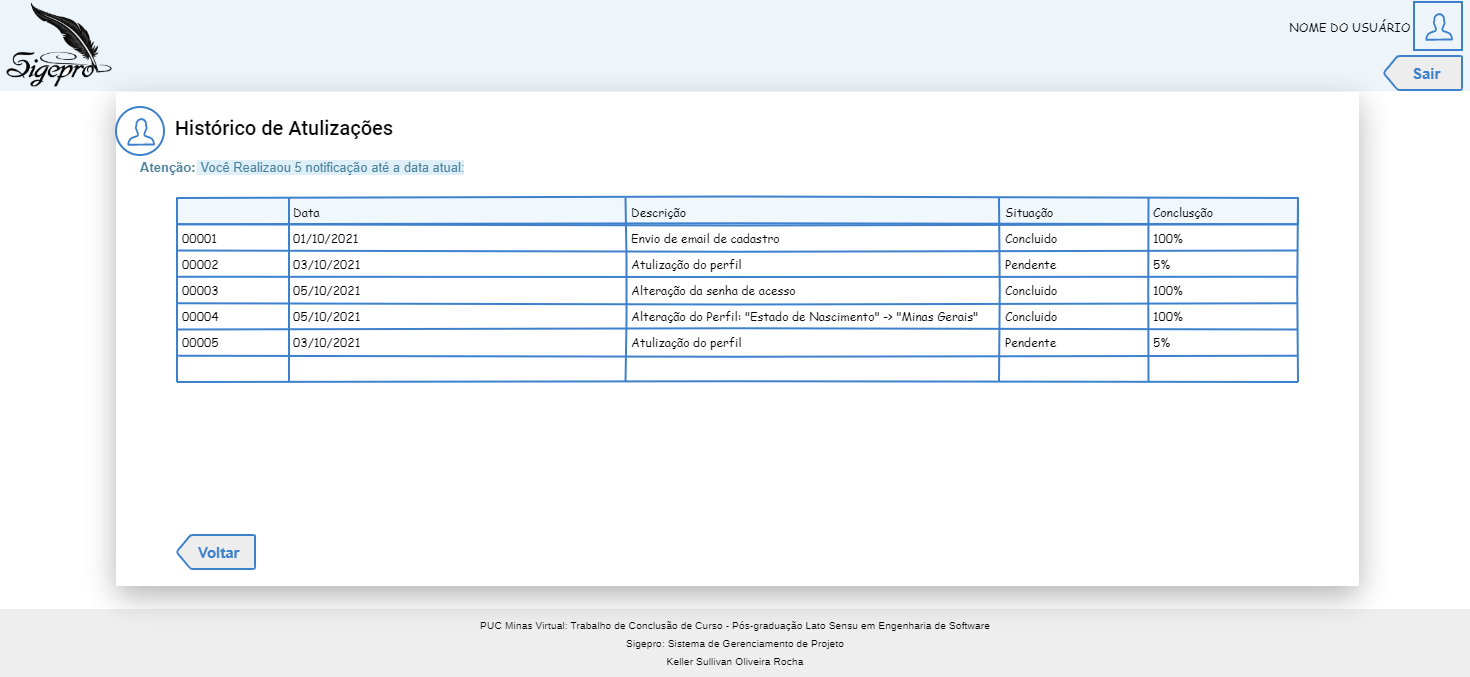 Sigepro
NOME DO USUÁRIO
Sair
Histórico de Atulizações
Atenção: Você Realizaou 5 notificação até a data atual:
Data Descrição Situação Conclusção
00001 01/10/2021 Envio de email de cadastro Concluido 100%
00002 03/10/2021 Atulização do perfil Pendente 5%
00003 05/10/2021 Alteração da senha de acesso Concluido 100%
00004 05/10/2021 Alteração do Perfil: "Estado de Nascimento" -> "Minas Gerais" Concluido 100%
00005 03/10/2021 Atulização do perfil Pendente 5%
Voltar
PUC Minas Virtual: Trabalho de Conclusão de Curso - Pós-graduação Lato Sensu em Engenharia de Software
Sigepro: Sistema de Gerenciamento de Projeto
Keller Sullivan Oliveira Rocha